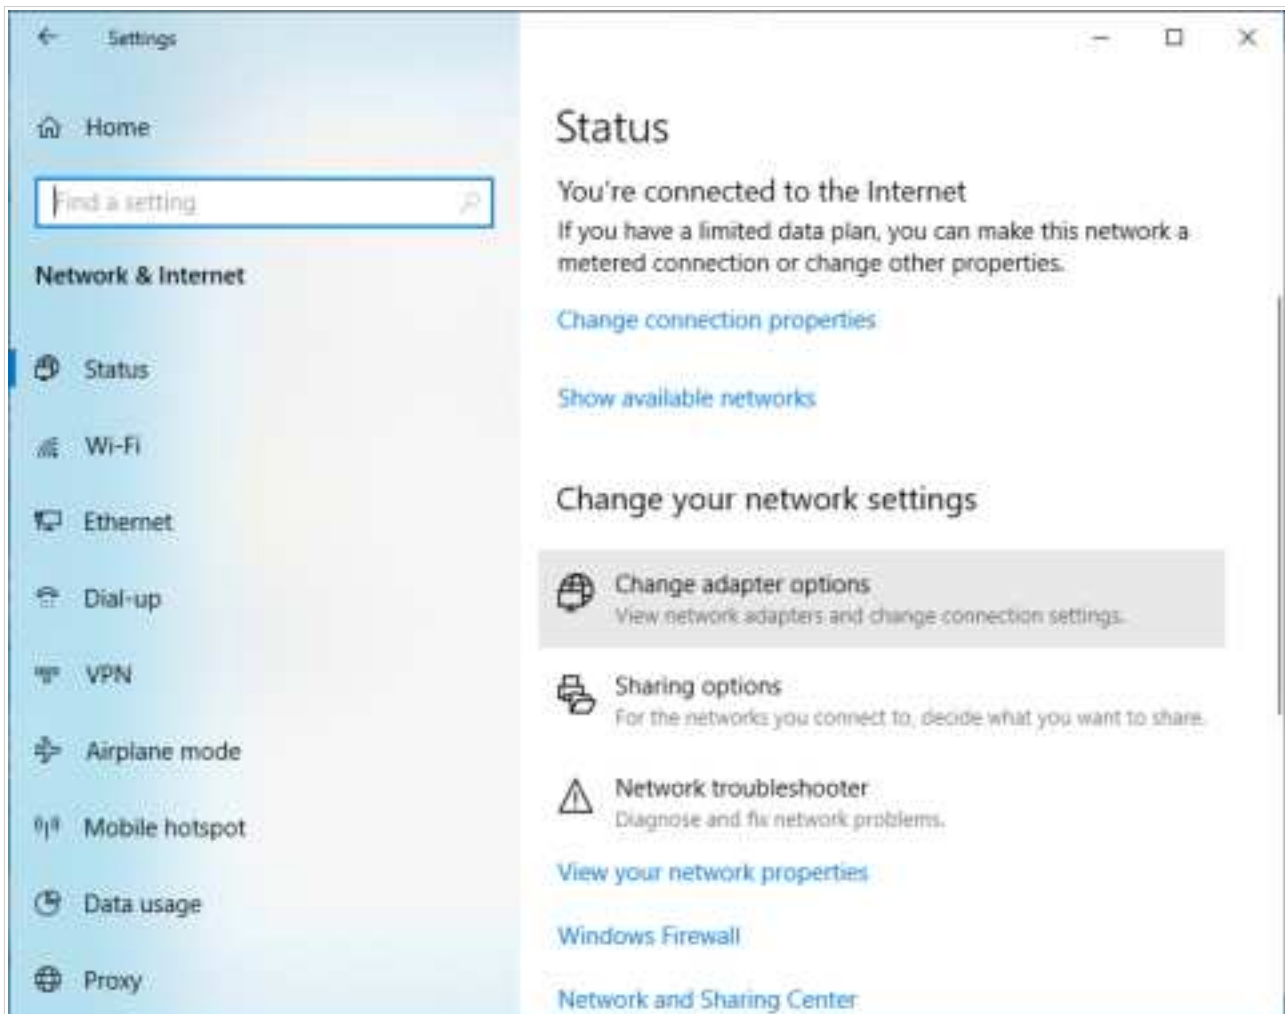 Settings
Home
Find a setting
Network & Internet
Status
Wi-Fi
Ethernet
Dial-up
VPN
Airplane mode
Mobile hotspot
Data usage
Proxy
Status
You're connected to the Internet
If you have a limited data plan, you can make this network a
metered connection or change other properties.
Change connection properties
Show available networks
Change your network settings
Change adapter options
View network adapters and change connection settings.
Sharing options
For the networks you connect to, decide what you want to share.
Network troubleshooter
Diagnose and fix network problems.
View your network properties
Windows Firewall
Network and Sharing Center